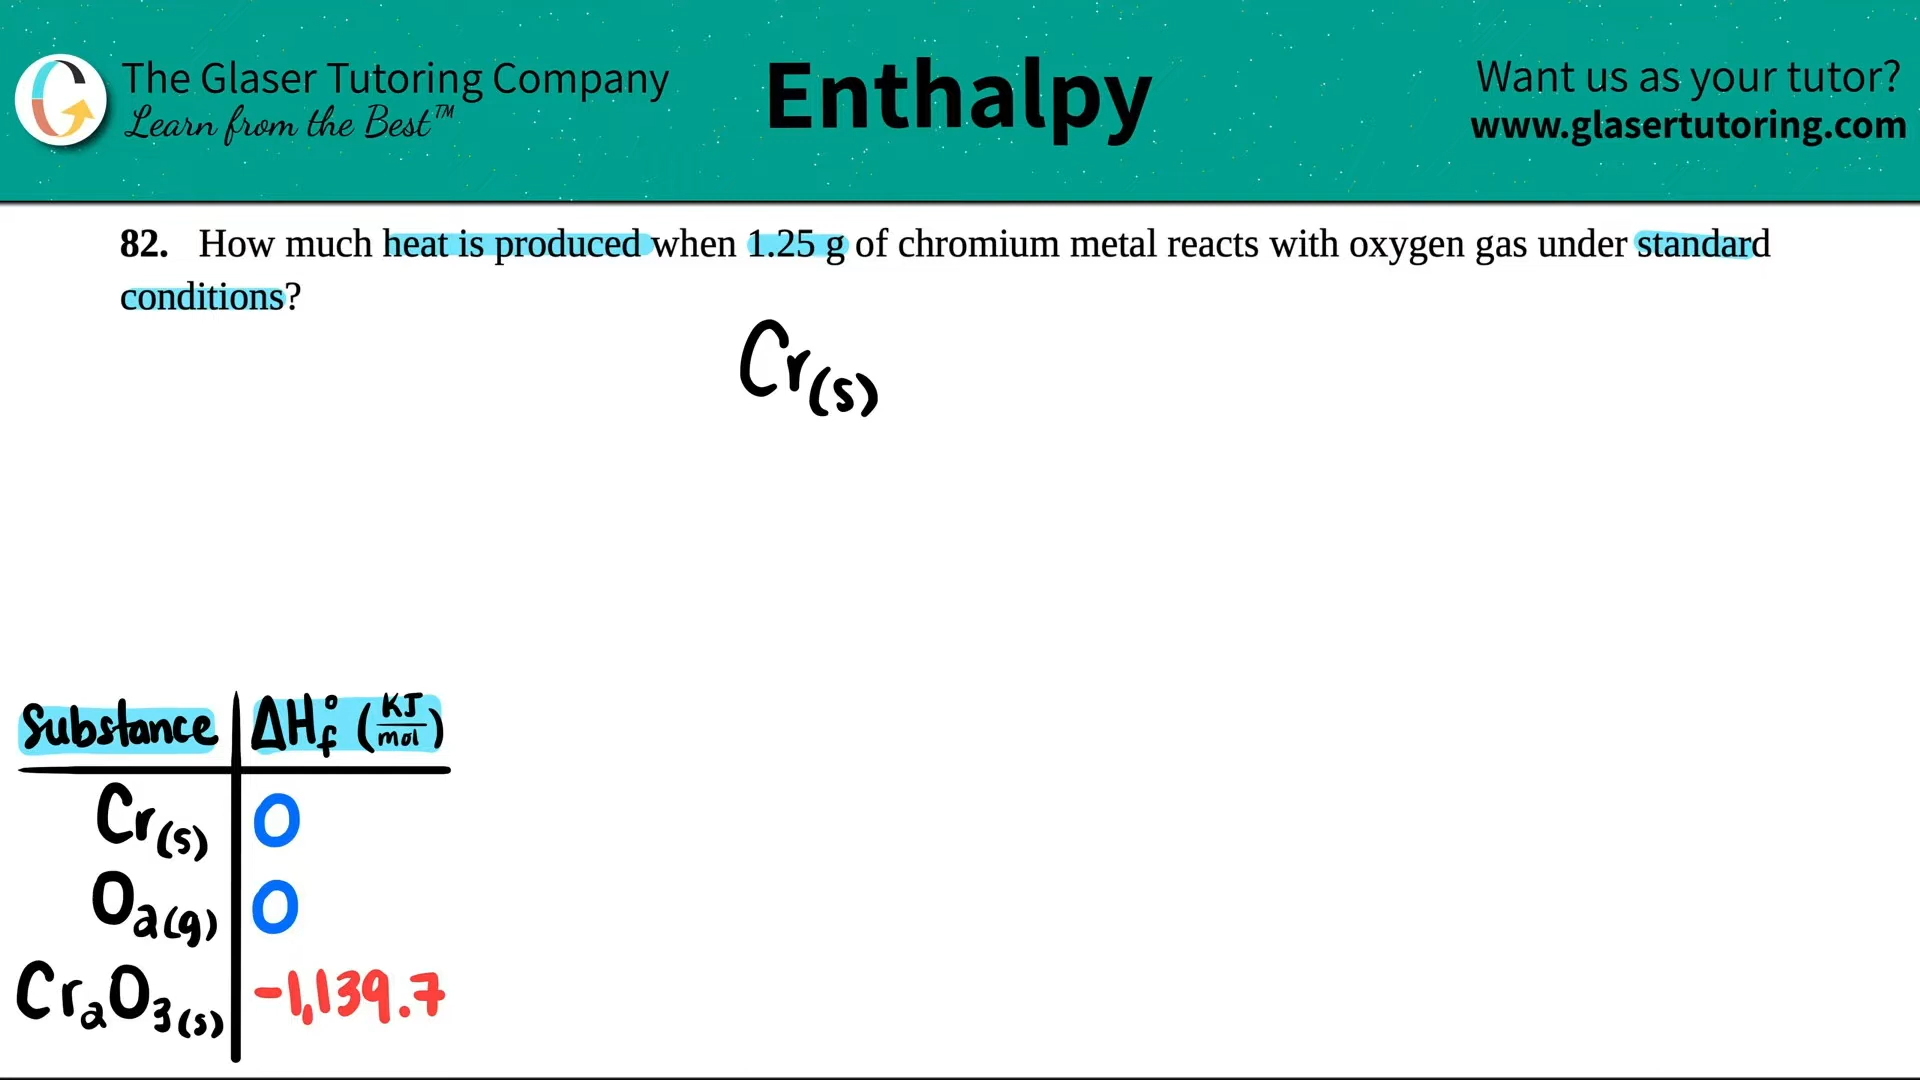 The Glaser Tutoring Company
Learn from the Best™
Enthalpy
Want us as your tutor?
www.glasertutoring.com
82. How much heat is produced when 1.25 g of chromium metal reacts with oxygen gas under standard
conditions?
Cr(s)
Substance ΔHf° (KJ/mol)
Cr(s) 0
O2(g) 0
Cr2O3(s) -1,139.7